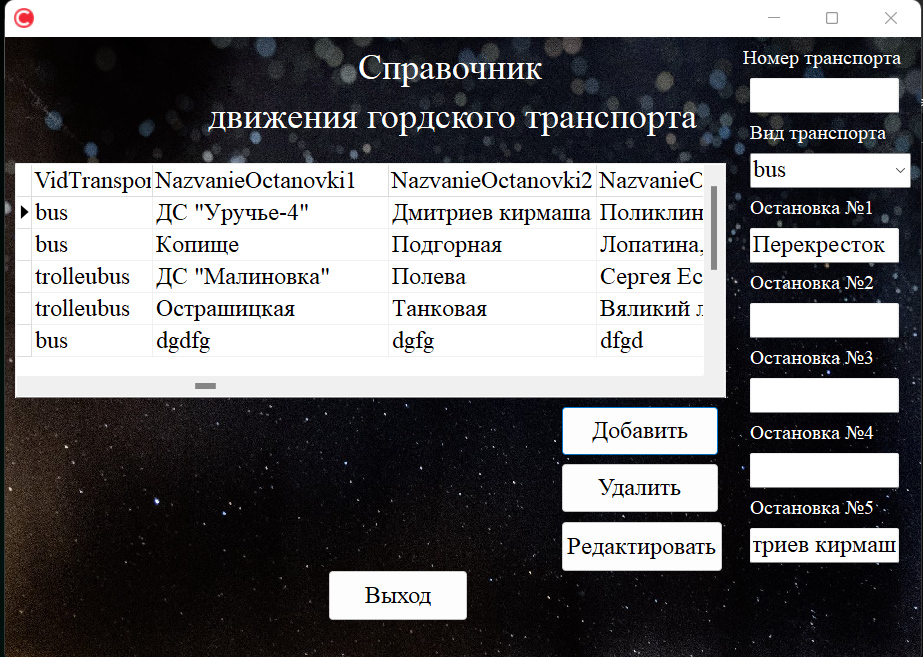 Справочник
движения гордского транспорта
VidTranspor NazvanieOctanovki1 NazvanieOctanovki2 NazvanieO
bus ДС "Уручье-4" Дмитриев кирмаша Поликлин
bus Копище Подгорная Лопатина,
trolleubus ДС "Малиновка" Полева Сергея Ес
trolleubus Острашицкая Танковая Вяликий л
bus dgdfg dgfg dfgd
Добавить
Удалить
Редактировать
Выход
Номер транспорта
Вид транспорта
bus
Остановка №1
Перекресток
Остановка №2
Остановка №3
Остановка №4
Остановка №5
триев кирмаш